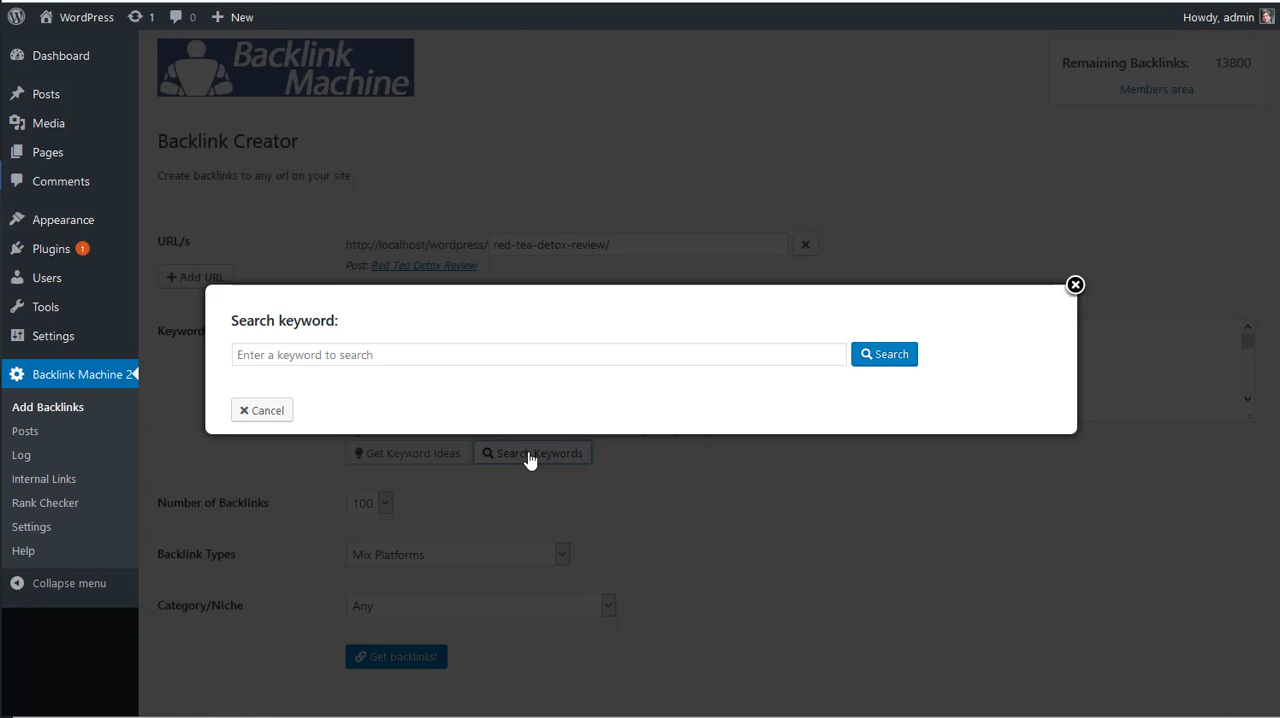 WordPress 1 0 New Howdy, admin
Dashboard
Posts
Media
Pages
Comments
Appearance
Plugins 1
Users
Tools
Settings
Backlink Machine 2
Add Backlinks
Posts
Log
Internal Links
Rank Checker
Settings
Help
Collapse menu
Backlink
Machine
Remaining Backlinks: 13800
Members area
Backlink Creator
Create backlinks to any url on your site
URL/s http://localhost/wordpress/ red-tea-detox-review/
Post: Red Tea Detox Review
Add URL
Keyword
Search keyword:
Enter a keyword to search Search
Cancel
Get Keyword Ideas Search Keywords
Number of Backlinks 100
Backlink Types Mix Platforms
Category/Niche Any
Get backlinks!